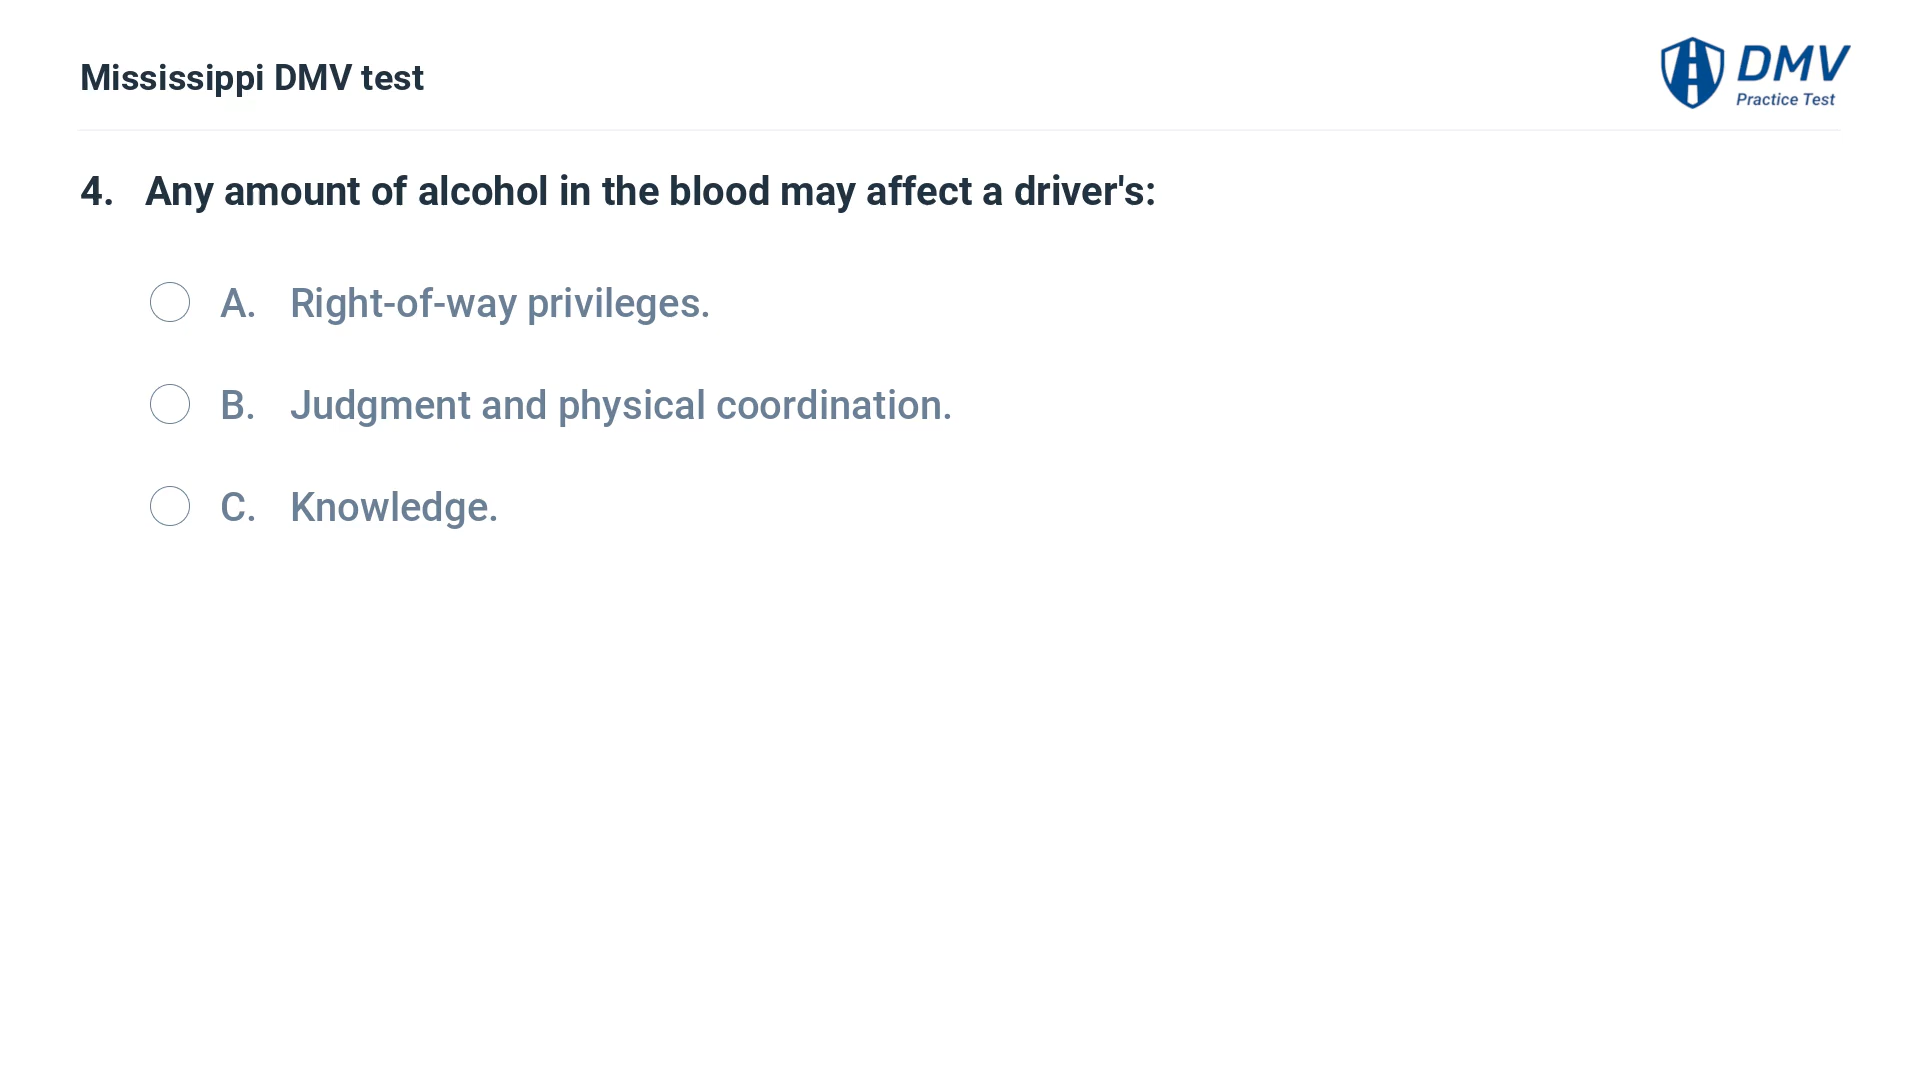 Mississippi DMV test
DMV
Practice Test
4. Any amount of alcohol in the blood may affect a driver's:
A. Right-of-way privileges.
B. Judgment and physical coordination.
C. Knowledge.